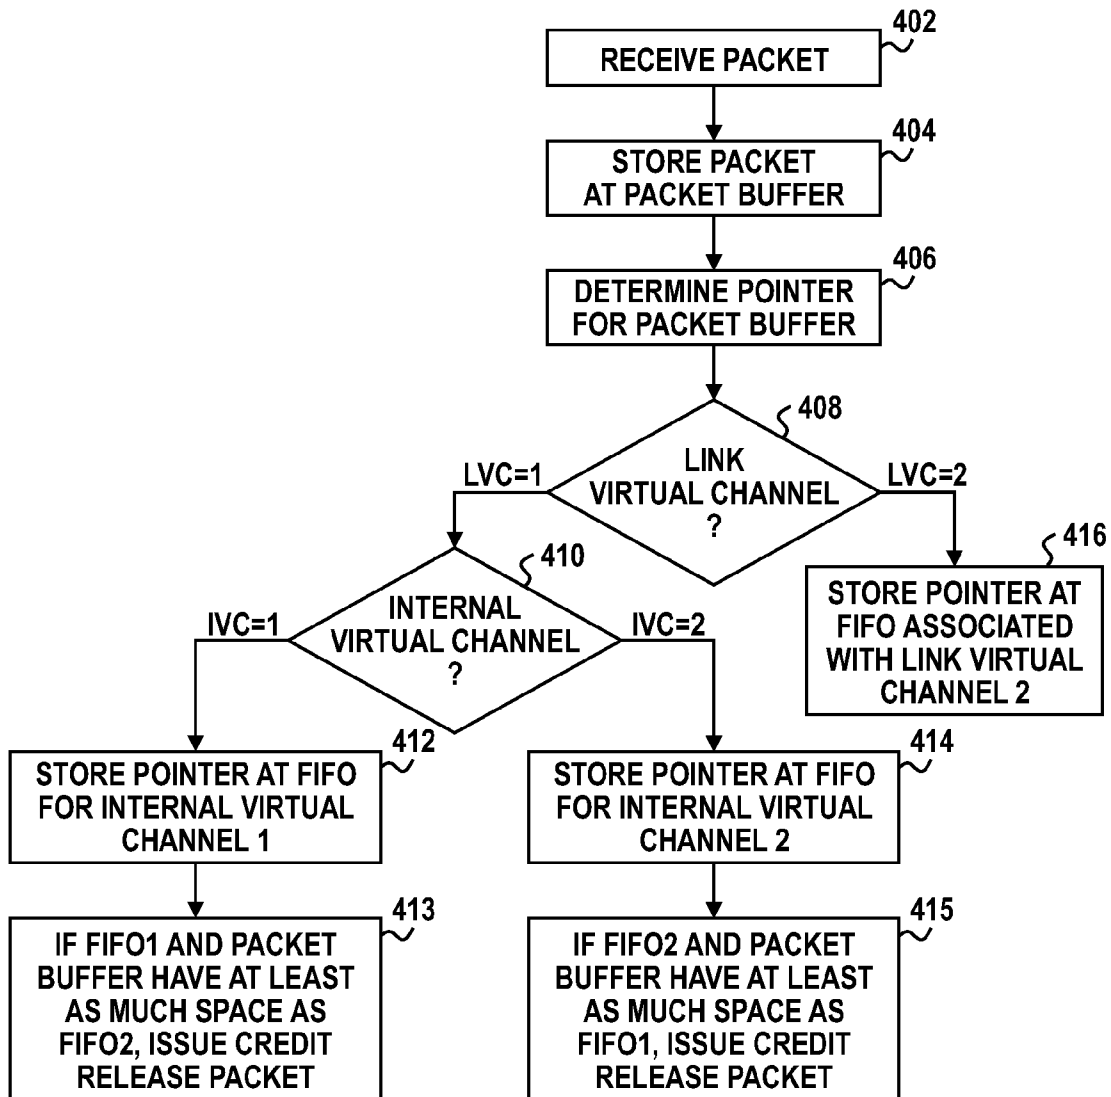 402
RECEIVE PACKET
404
STORE PACKET
AT PACKET BUFFER
406
DETERMINE POINTER
FOR PACKET BUFFER
408
LINK
VIRTUAL CHANNEL
?
LVC=1
LVC=2
410
INTERNAL
VIRTUAL CHANNEL
?
IVC=1
IVC=2
416
STORE POINTER AT
FIFO ASSOCIATED
WITH LINK VIRTUAL
CHANNEL 2
412
STORE POINTER AT FIFO
FOR INTERNAL VIRTUAL
CHANNEL 1
414
STORE POINTER AT FIFO
FOR INTERNAL VIRTUAL
CHANNEL 2
413
IF FIFO1 AND PACKET
BUFFER HAVE AT LEAST
AS MUCH SPACE AS
FIFO2, ISSUE CREDIT
RELEASE PACKET
415
IF FIFO2 AND PACKET
BUFFER HAVE AT LEAST
AS MUCH SPACE AS
FIFO1, ISSUE CREDIT
RELEASE PACKET